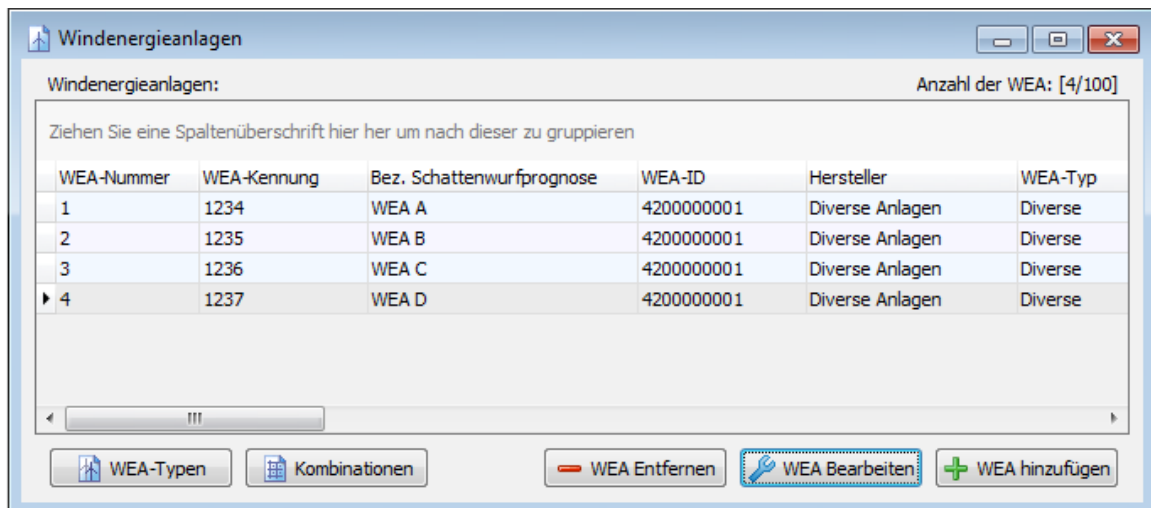 Windenergieanlagen
Windenergieanlagen: Anzahl der WEA: [4/100]
Ziehen Sie eine Spaltenüberschrift hier her um nach dieser zu gruppieren
WEA-Nummer WEA-Kennung Bez. Schattenwurfprognose WEA-ID Hersteller WEA-Typ
1 1234 WEA A 4200000001 Diverse Anlagen Diverse
2 1235 WEA B 4200000001 Diverse Anlagen Diverse
3 1236 WEA C 4200000001 Diverse Anlagen Diverse
4 1237 WEA D 4200000001 Diverse Anlagen Diverse
WEA-Typen Kombinationen WEA Entfernen WEA Bearbeiten WEA hinzufügen